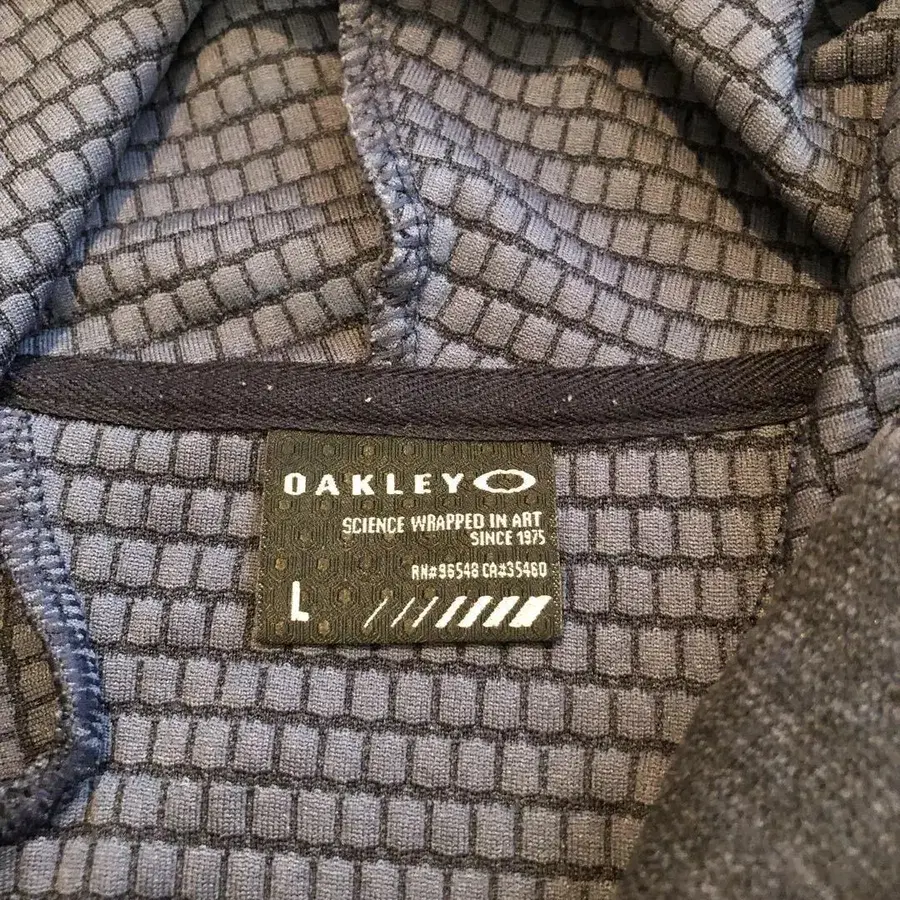 OAKLEY
SCIENCE WRAPPED IN ART
SINCE 1975
RN#96548 CA#35460
L